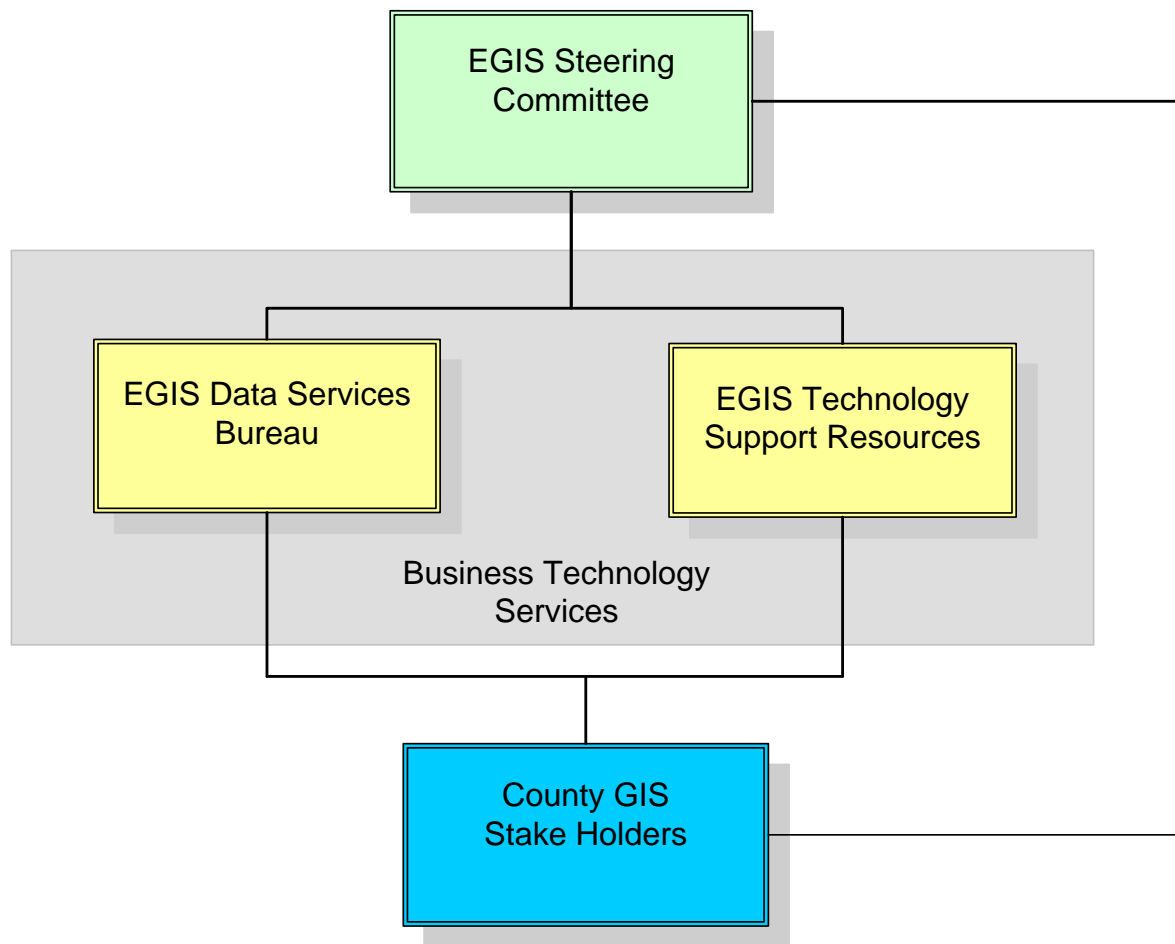 EGIS Steering
Committee
EGIS Data Services
Bureau
EGIS Technology
Support Resources
Business Technology
Services
County GIS
Stake Holders